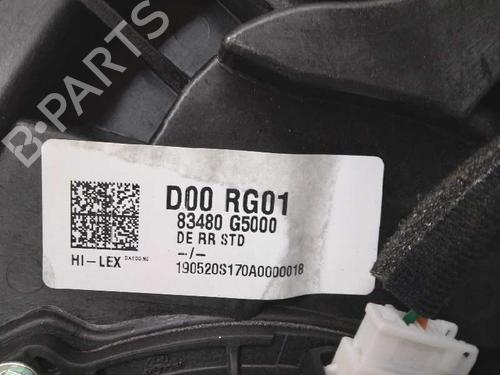 B-PARTS
D00 RG01
83480 G5000
DE RR STD
-/-
HI-LEX
190520S170A0000018